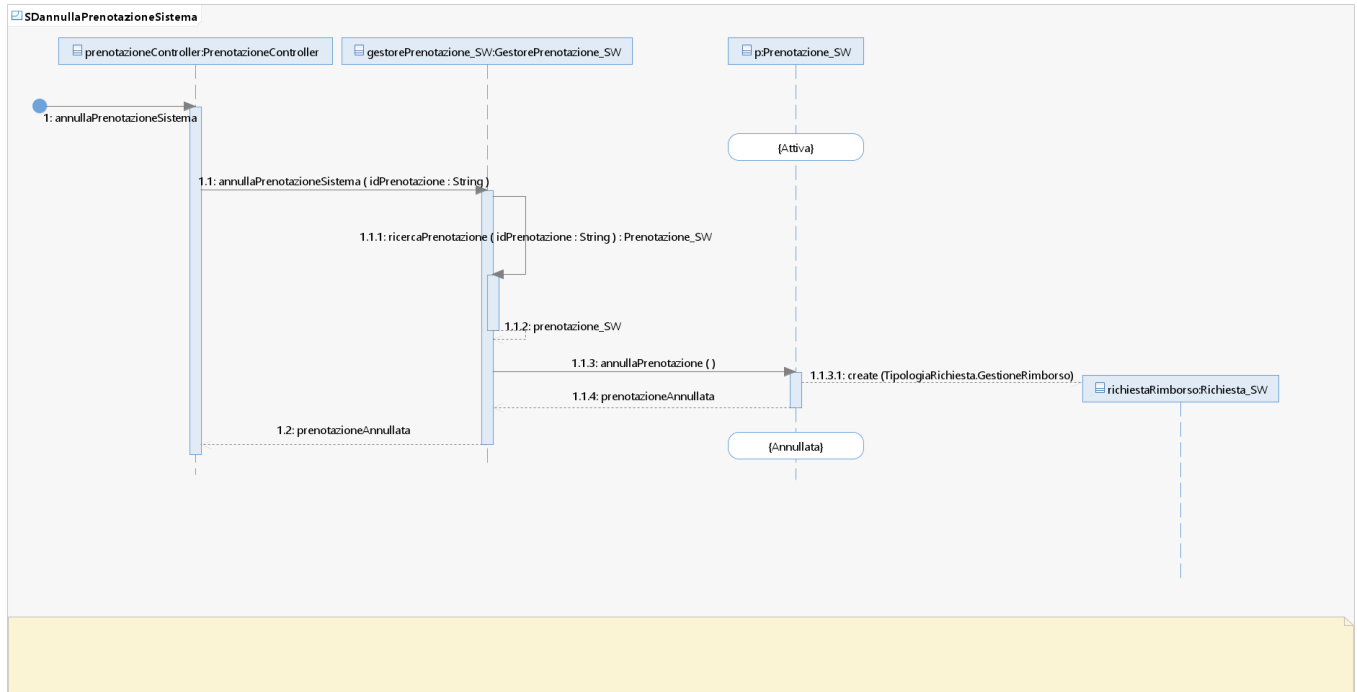 SDannullaPrenotazioneSistema
prenotazioneController:PrenotazioneController
gestorePrenotazione_SW:GestorePrenotazione_SW
p:Prenotazione_SW
1: annullaPrenotazioneSistema
{Attiva}
1.1: annullaPrenotazioneSistema ( idPrenotazione : String )
1.1.1: ricercaPrenotazione ( idPrenotazione : String ) : Prenotazione_SW
1.1.2: prenotazione_SW
1.1.3: annullaPrenotazione ( )
1.1.3.1: create (TipologiaRichiesta.GestioneRimborso)
richiestaRimborso:Richiesta_SW
1.1.4: prenotazioneAnnullata
1.2: prenotazioneAnnullata
{Annullata}